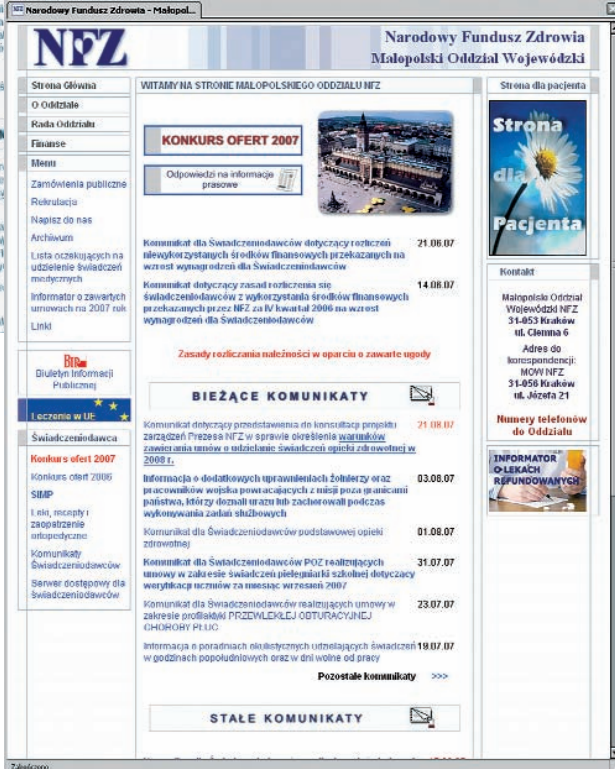 Narodowy Fundusz Zdrowia - Małopol...
NFZ
Narodowy Fundusz Zdrowia
Małopolski Oddział Wojewódzki
Strona Główna
O Oddziale
Rada Oddziału
Finanse
Menu
Zamówienia publiczne
Rekrutacja
Napisz do nas
Archiwum
Lista oczekujących na
udzielenie świadczeń
medycznych
Informator o zawartych
umowach na 2007 rok
Linki
BIP
Biuletyn Informacji
Publicznej
Leczenie w UE
Świadczeniodawca
Konkurs ofert 2007
Konkurs ofert 2006
SIMP
Leki, recepty i
zaopatrzenie
ortopedyczne
Komunikaty
Świadczeniodawców
Serwer dostępowy dla
świadczeniodawców
WITAMY NA STRONIE MAŁOPOLSKIEGO ODDZIAŁU NFZ
KONKURS OFERT 2007
Odpowiedzi na informacje
prasowe
Komunikat dla Świadczeniodawców dotyczący rozliczeń 21.06.07
niewykorzystanych środków finansowych przekazanych na
wzrost wynagrodzeń dla Świadczeniodawców
Komunikat dotyczący zasad rozliczenia się 14.06.07
świadczeniodawców z wykorzystania środków finansowych
przekazanych przez NFZ za IV kwartał 2006 na wzrost
wynagrodzeń dla Świadczeniodawców
Zasady rozliczania należności w oparciu o zawarte ugody
BIEŻĄCE KOMUNIKATY
Komunikat dotyczący przedstawienia do konsultacji projektu 21.08.07
zarządzeń Prezesa NFZ w sprawie określenia warunków
zawierania umów o udzielanie świadczeń opieki zdrowotnej w
2008 r.
Informacja o dodatkowych uprawnieniach żołnierzy oraz 03.08.07
pracowników wojska powracających z misji poza granicami
państwa, którzy doznali urazu lub zachorowali podczas
wykonywania zadań służbowych
Komunikat dla Świadczeniodawców podstawowej opieki 01.08.07
zdrowotnej
Komunikat dla Świadczeniodawców POZ realizujących 31.07.07
umowy w zakresie świadczeń pielęgniarki szkolnej dotyczący
weryfikacji uczniów za miesiąc wrzesień 2007
Komunikat dla Świadczeniodawców realizujących umowy w 23.07.07
zakresie profilaktyki PRZEWLEKŁEJ OBTURACYJNEJ
CHOROBY PŁUC
Informacja o poradniach okulistycznych udzielających świadczeń 19.07.07
w godzinach popołudniowych oraz w dni wolne od pracy
Pozostałe komunikaty >>>
STAŁE KOMUNIKATY
Strona dla pacjenta
Strona
dla
Pacjenta
Kontakt
Małopolski Oddział
Wojewódzki NFZ
31-053 Kraków
ul. Ciemna 6
Adres do
korespondencji:
MOW NFZ
31-056 Kraków
ul. Józefa 21
Numery telefonów
do Oddziału
INFORMATOR
O LEKACH
REFUNDOWANYCH
Zakończono